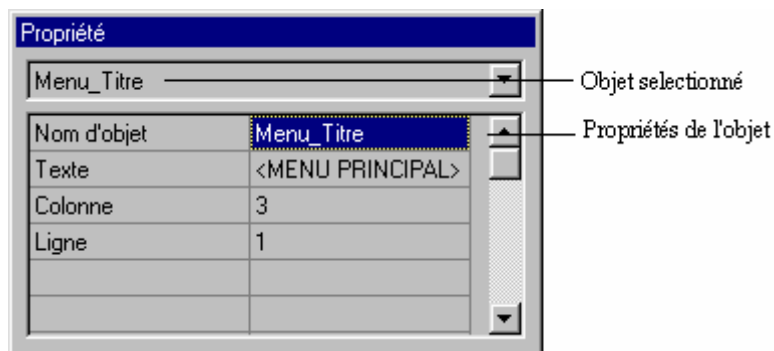 Propriété
Menu_Titre
Objet selectionné
Nom d'objet Menu_Titre
Propriétés de l'objet
Texte <MENU PRINCIPAL>
Colonne 3
Ligne 1